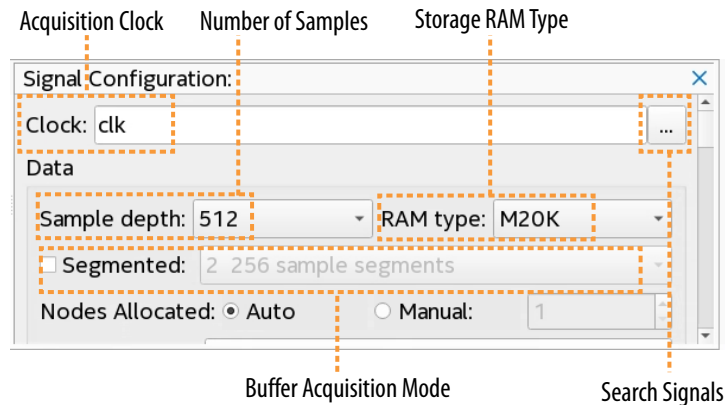 Acquisition Clock Number of Samples Storage RAM Type
Signal Configuration:
Clock: clk ...
Data
Sample depth: 512 RAM type: M20K
Segmented: 2 256 sample segments
Nodes Allocated: Auto Manual: 1
Buffer Acquisition Mode Search Signals